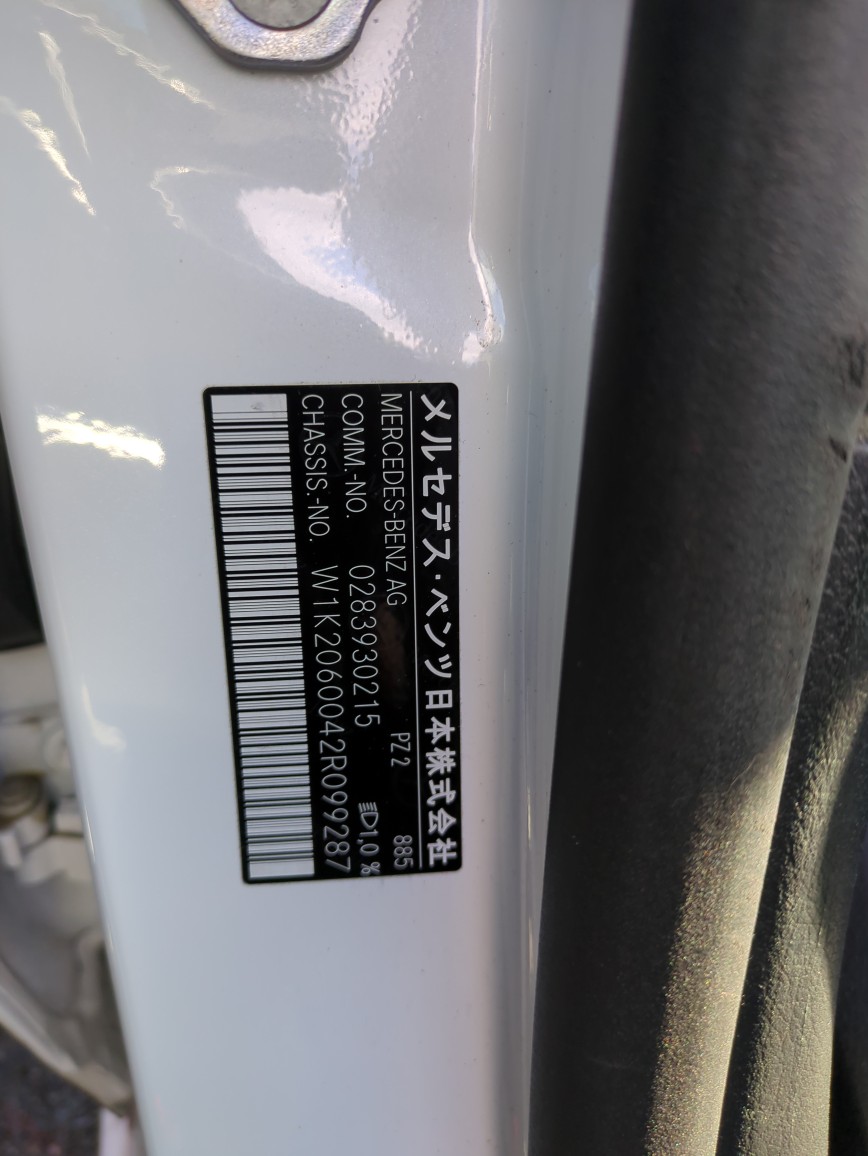 メルセデス・ベンツ日本株式会社
MERCEDES-BENZ AG PZ2 885
COMM.-NO. 0283930215 1,0 %
CHASSIS.-NO. W1K2060042R099287